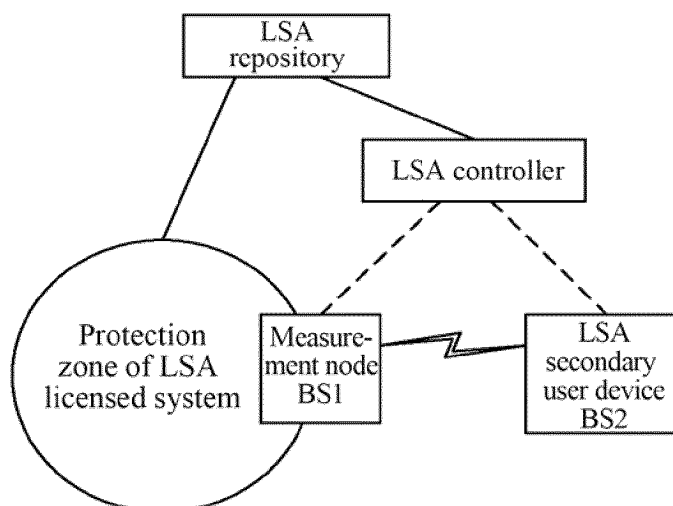 LSA
repository
LSA controller
Protection
zone of LSA
licensed system
Measure-
ment node
BS1
LSA
secondary
user device
BS2